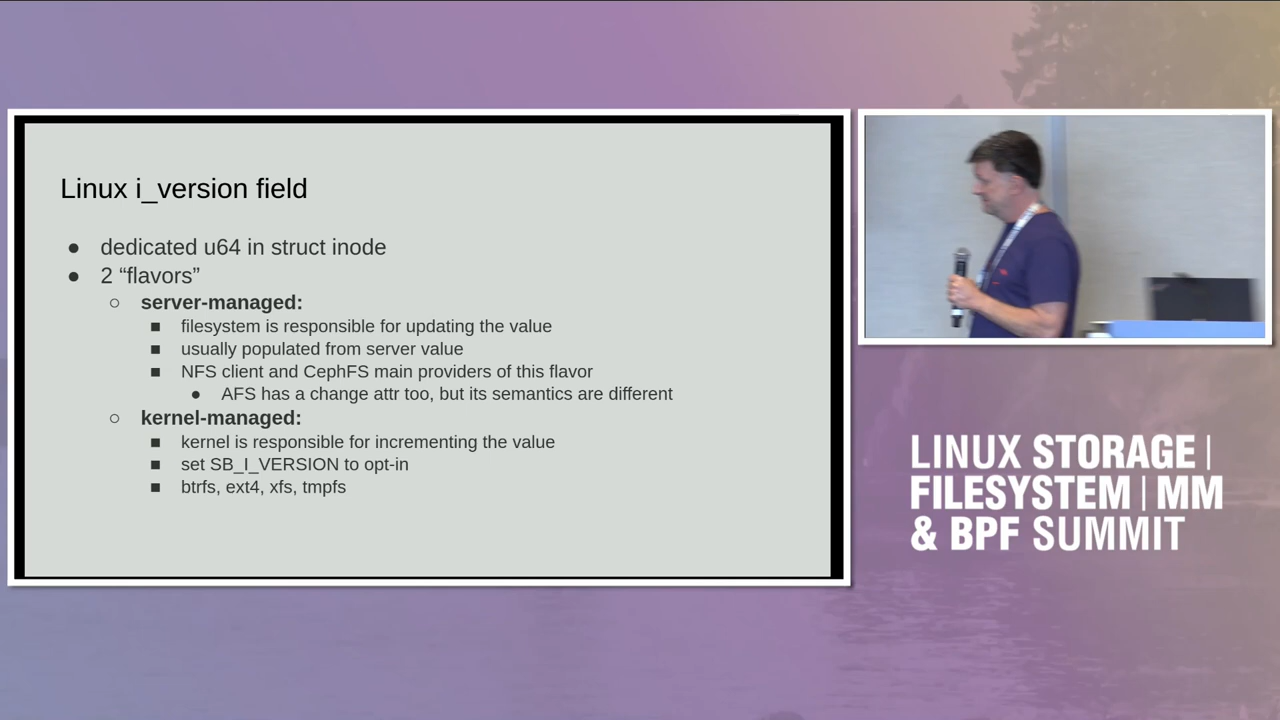 Linux i_version field
● dedicated u64 in struct inode
● 2 “flavors”
○ server-managed:
■ filesystem is responsible for updating the value
■ usually populated from server value
■ NFS client and CephFS main providers of this flavor
● AFS has a change attr too, but its semantics are different
○ kernel-managed:
■ kernel is responsible for incrementing the value
■ set SB_I_VERSION to opt-in
■ btrfs, ext4, xfs, tmpfs
LINUX STORAGE |
FILESYSTEM | MM
& BPF SUMMIT